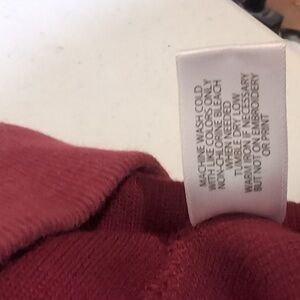 MACHINE WASH COLD
WITH LIKE COLORS ONLY
NON-CHLORINE BLEACH
WHEN NEEDED
TUMBLE DRY LOW
WARM IRON IF NECESSARY
BUT NOT ON EMBROIDERY
OR PRINT